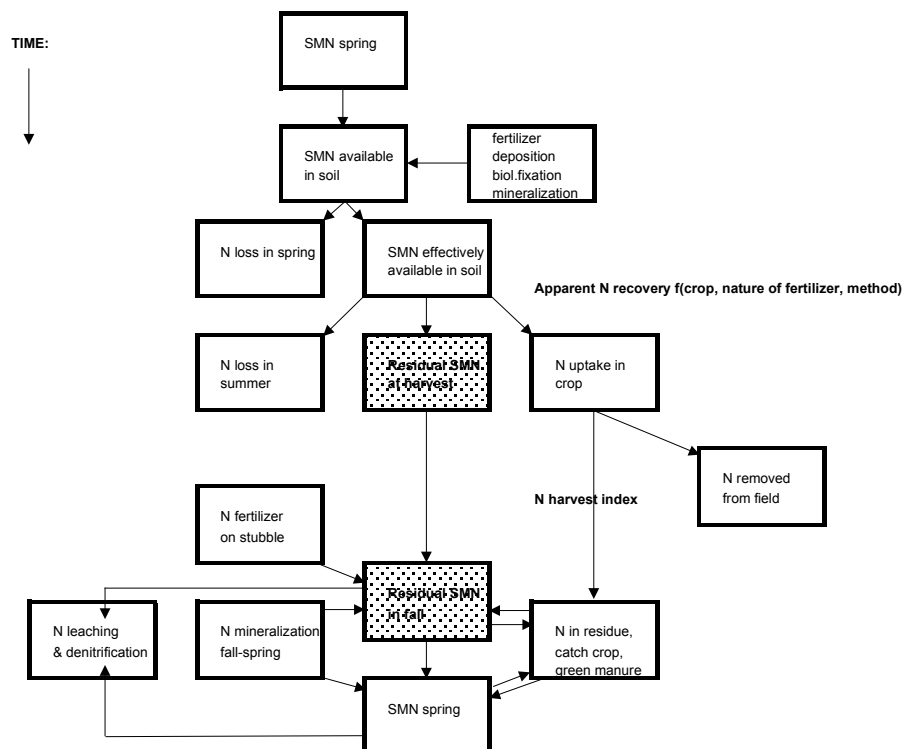 SMN spring
TIME:
SMN available
in soil
fertilizer
deposition
biol.fixation
mineralization
N loss in spring
SMN effectively
available in soil
Apparent N recovery f(crop, nature of fertilizer, method)
N loss in
summer
Residual SMN
at harvest
N uptake in
crop
N removed
from field
N harvest index
N fertilizer
on stubble
Residual SMN
in fall
N leaching
& denitrification
N mineralization
fall-spring
N in residue,
catch crop,
green manure
SMN spring